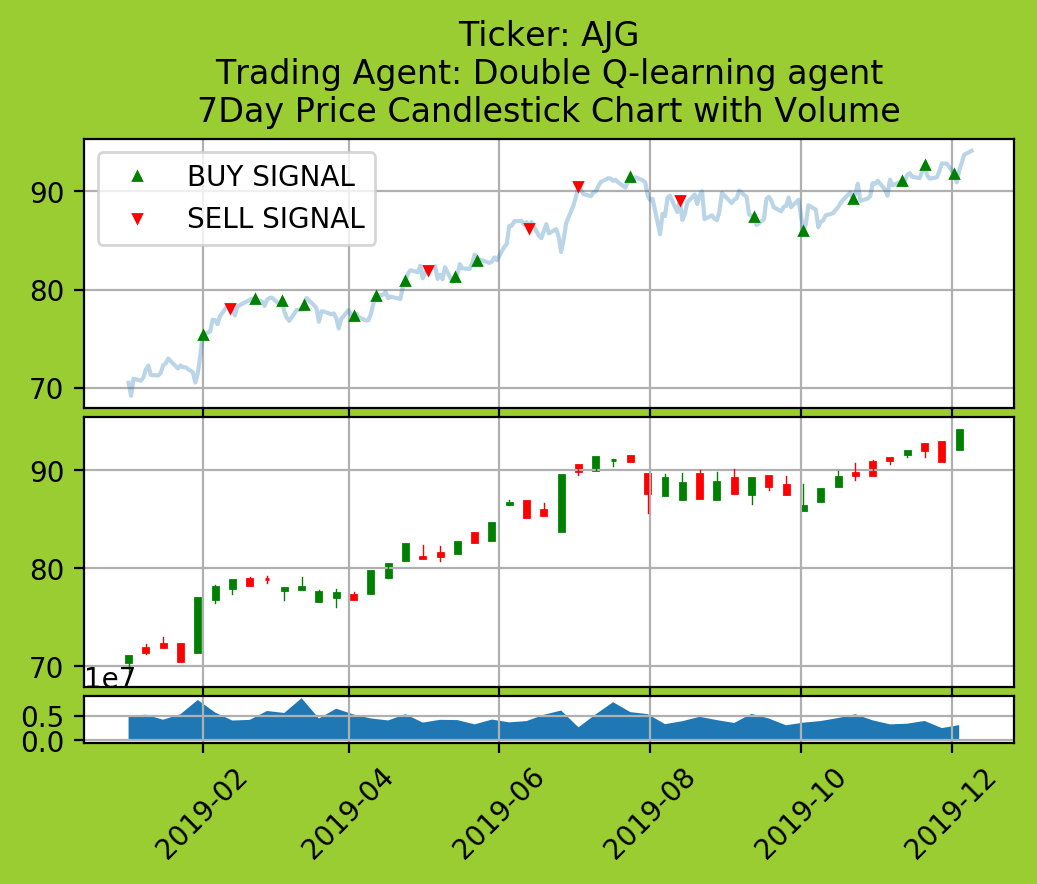 Ticker: AJG
Trading Agent: Double Q-learning agent
7Day Price Candlestick Chart with Volume
BUY SIGNAL
SELL SIGNAL
90
80
70
90
80
70
1e7
0.5
0.0
2019-02
2019-04
2019-06
2019-08
2019-10
2019-12